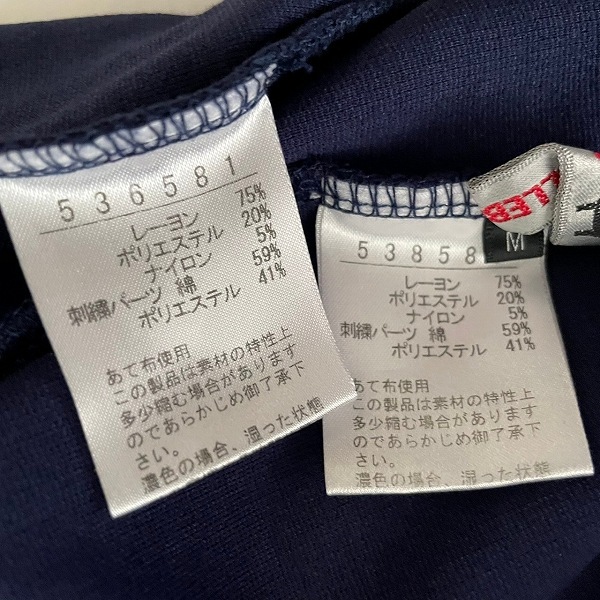 536581
レーヨン 75%
ポリエステル 20%
ナイロン 5%
刺繍パーツ 綿 59%
ポリエステル 41%
あて布使用
この製品は素材の特性上
多少縮む場合があります
のであらかじめ御了承下
さい。
濃色の場合、湿った状態
53858
M
レーヨン 75%
ポリエステル 20%
ナイロン 5%
刺繍パーツ 綿 59%
ポリエステル 41%
あて布使用
この製品は素材の特性上
多少縮む場合があります
のであらかじめ御了承下
さい。
濃色の場合、湿った状態